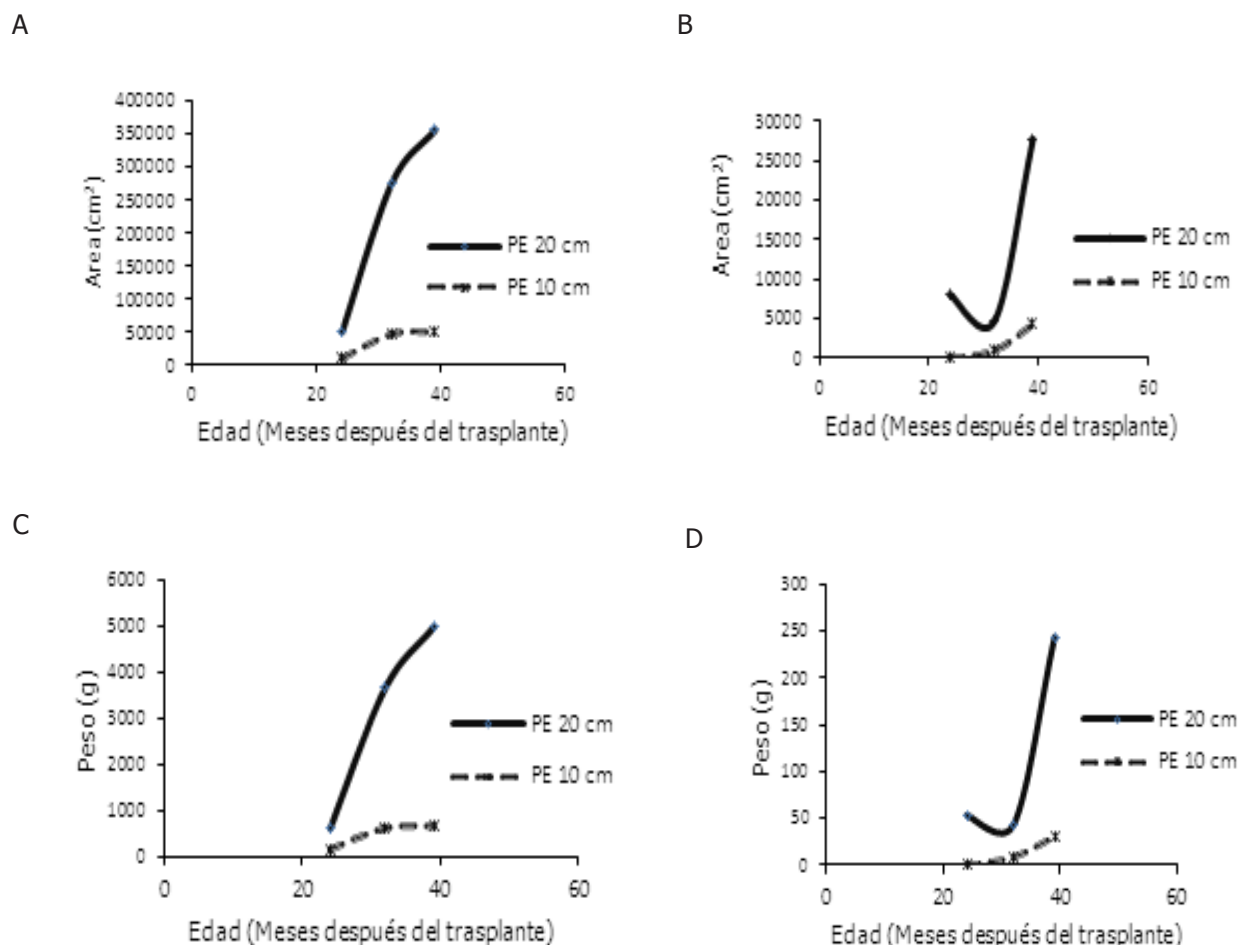 A
400000
350000
300000
250000
200000
150000
100000
50000
0
Area (cm²)
0 20 40 60
Edad (Meses después del trasplante)
PE 20 cm
PE 10 cm
B
30000
25000
20000
15000
10000
5000
0
Área (cm²)
0 20 40 60
Edad (Meses después del trasplante)
PE 20 cm
PE 10 cm
C
6000
5000
4000
3000
2000
1000
0
Peso (g)
0 20 40 60
Edad (Meses después del trasplante)
PE 20 cm
PE 10 cm
D
300
250
200
150
100
50
0
Peso (g)
0 20 40 60
Edad (Meses después del trasplante)
PE 20 cm
PE 10 cm